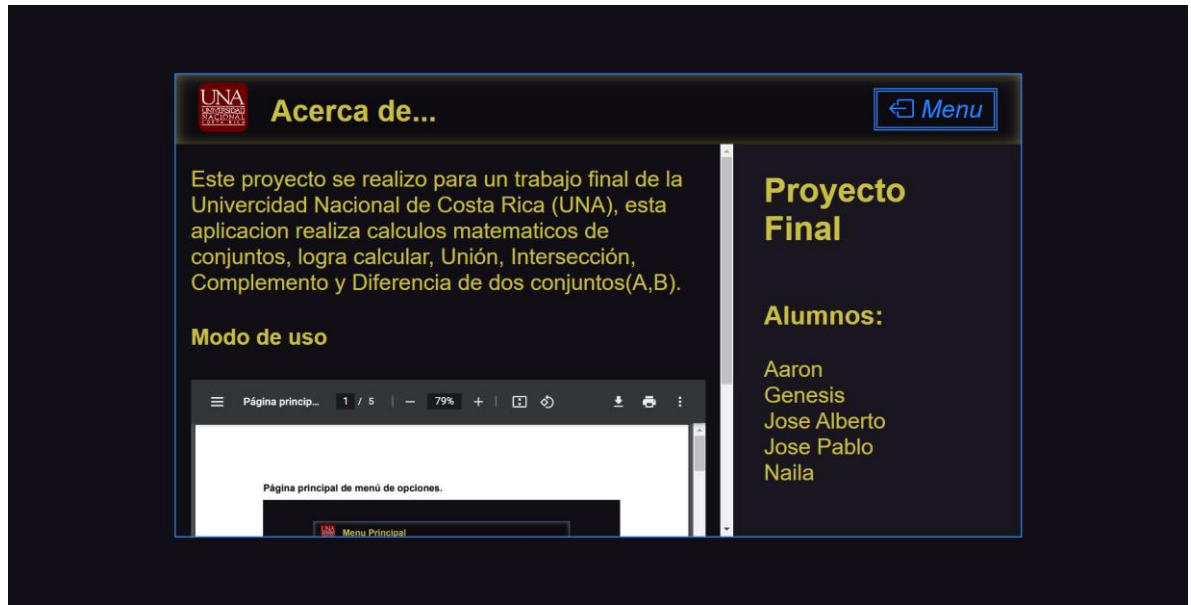 UNA
UNIVERSIDAD
NACIONAL
COSTA RICA
Acerca de...
Menu
Este proyecto se realizo para un trabajo final de la
Univercidad Nacional de Costa Rica (UNA), esta
aplicacion realiza calculos matematicos de
conjuntos, logra calcular, Unión, Intersección,
Complemento y Diferencia de dos conjuntos(A,B).
Modo de uso
Página princip... 1 / 5 79%
Página principal de menú de opciones.
UNA
Menu Principal
Proyecto
Final
Alumnos:
Aaron
Genesis
Jose Alberto
Jose Pablo
Naila